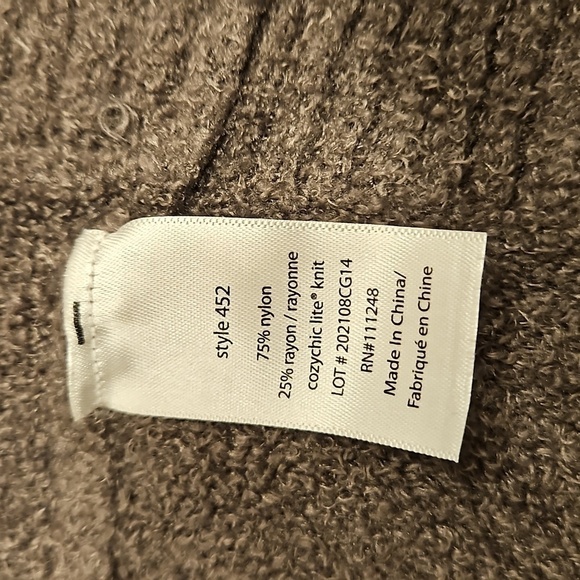 style 452
75% nylon
25% rayon / rayonne
cozychic lite® knit
LOT # 202108CG14
RN#111248
Made In China/
Fabriqué en Chine